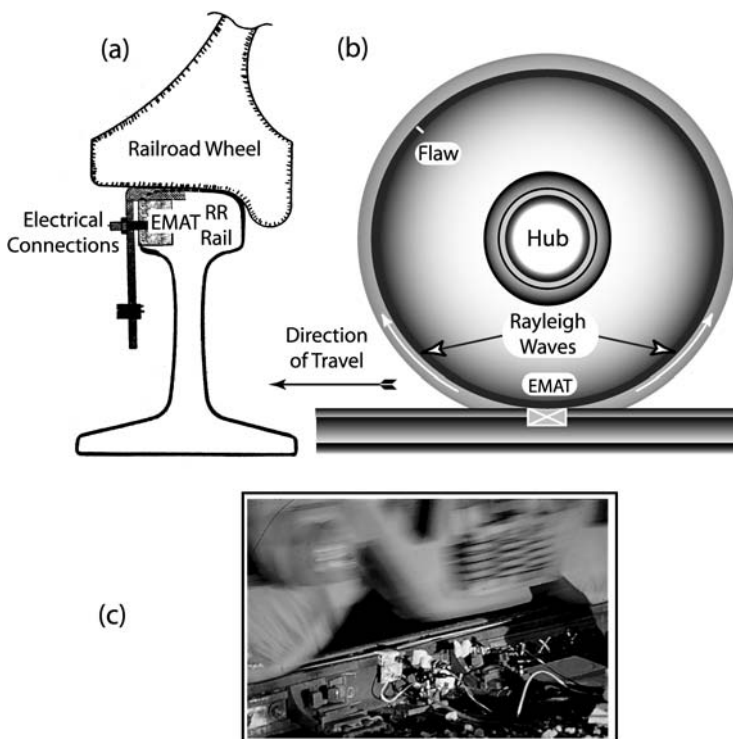 (a)
Railroad Wheel
Electrical
Connections
EMAT
RR
Rail
(b)
Flaw
Hub
Rayleigh
Waves
EMAT
Direction
of Travel
(c)
X